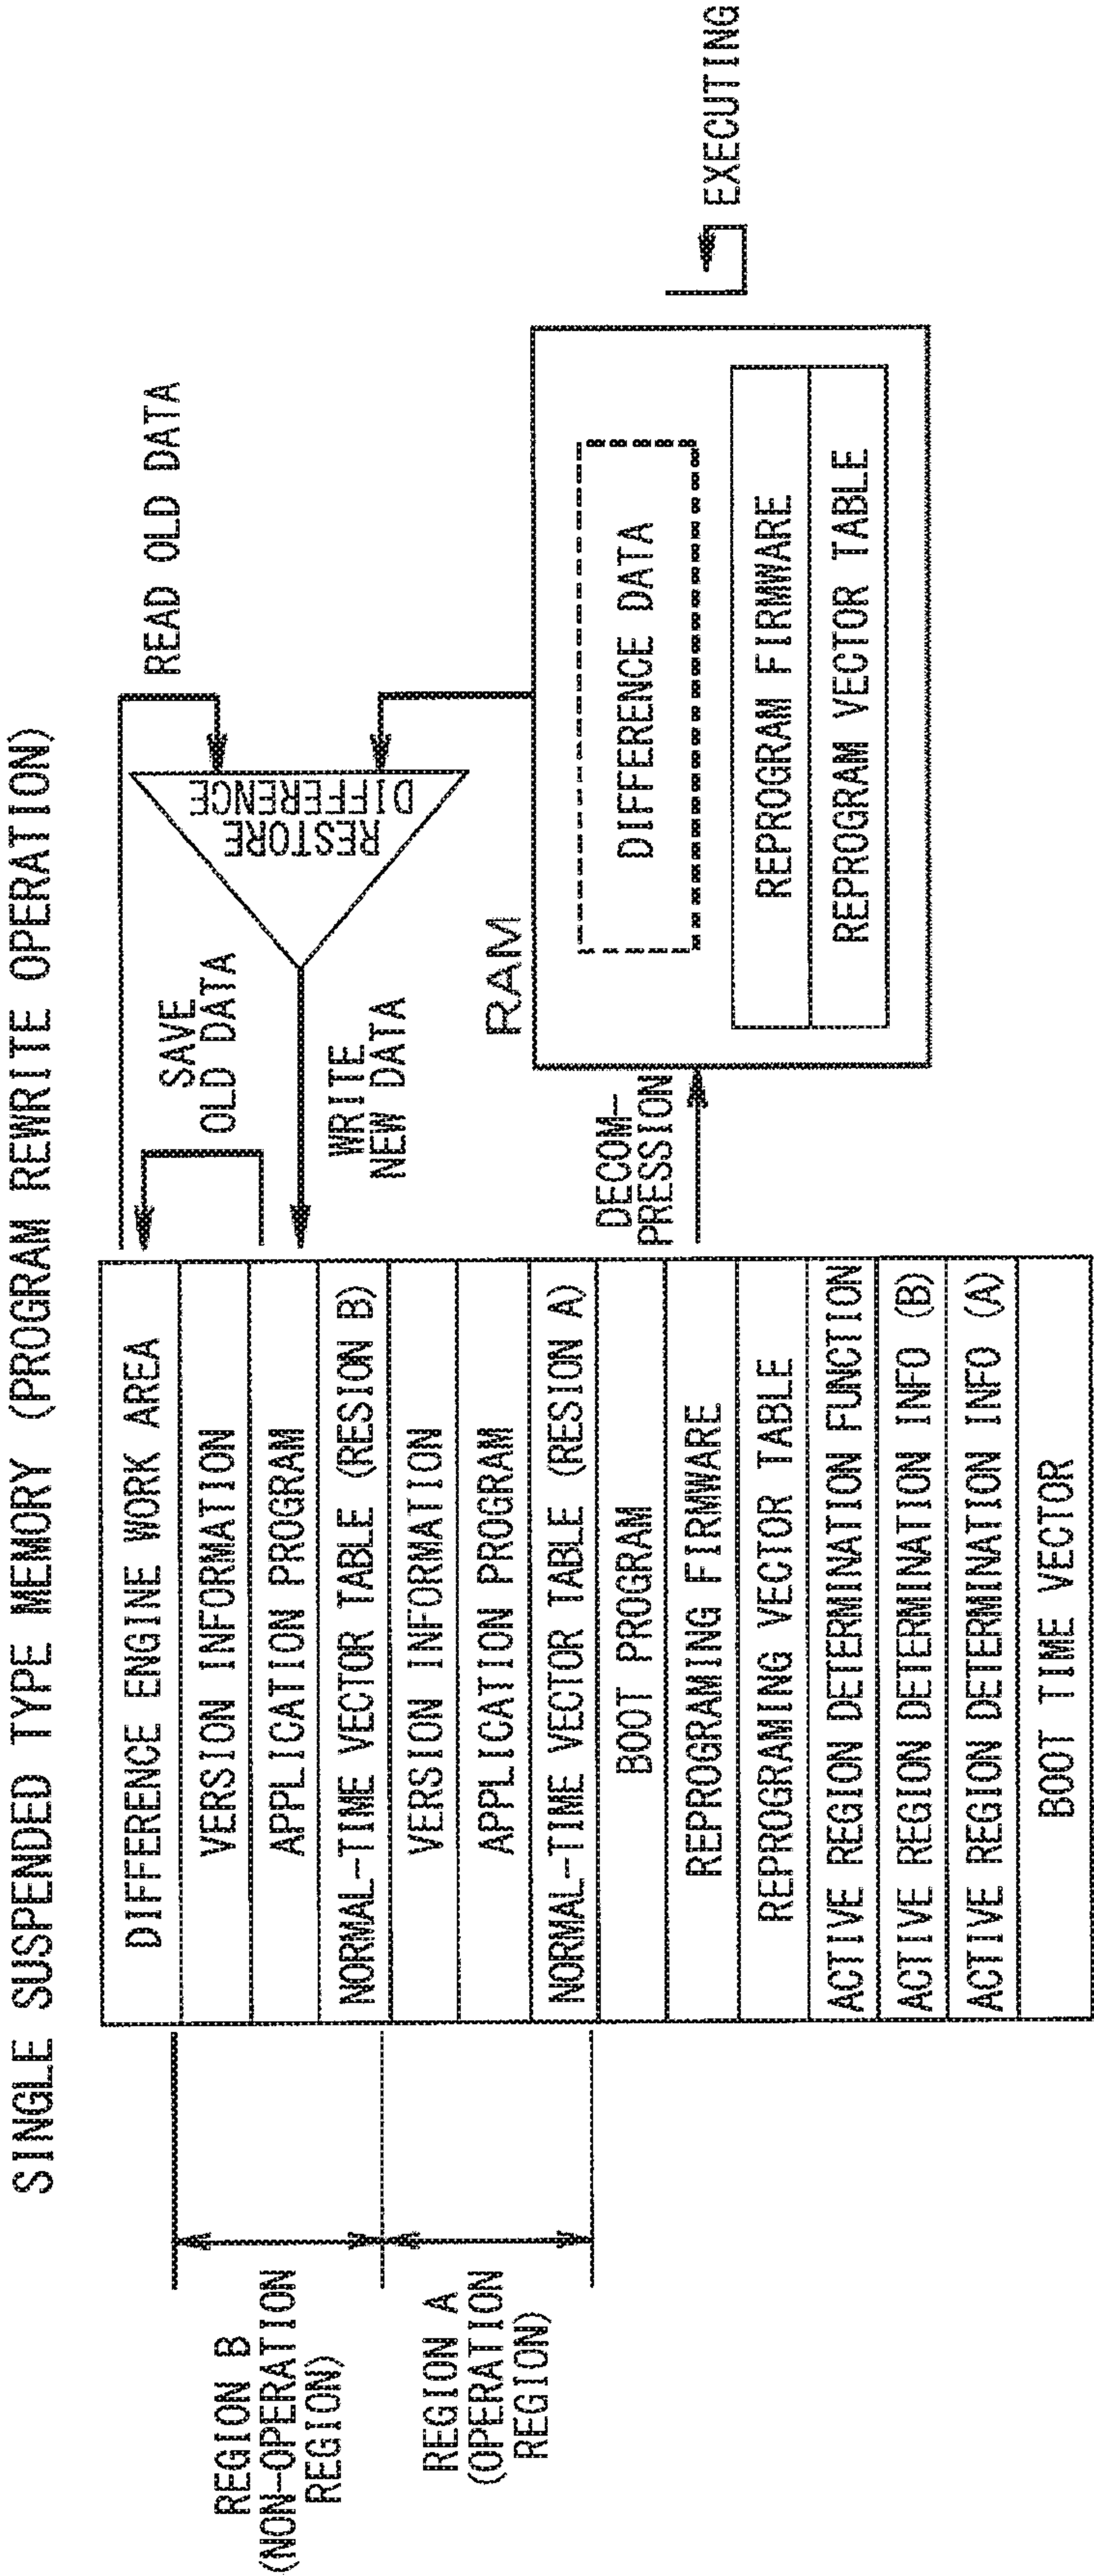 SINGLE SUSPENDED TYPE MEMORY (PROGRAM REWRITE OPERATION)
REGION B
(NON-OPERATION
REGION)
REGION A
(OPERATION
REGION)
DIFFERENCE ENGINE WORK AREA
VERSION INFORMATION
APPLICATION PROGRAM
NORMAL-TIME VECTOR TABLE (RESION B)
VERSION INFORMATION
APPLICATION PROGRAM
NORMAL-TIME VECTOR TABLE (RESION A)
BOOT PROGRAM
REPROGRAMING FIRMWARE
REPROGRAMING VECTOR TABLE
ACTIVE REGION DETERMINATION FUNCTION
ACTIVE REGION DETERMINATION INFO (B)
ACTIVE REGION DETERMINATION INFO (A)
BOOT TIME VECTOR
SAVE
OLD DATA
WRITE
NEW DATA
RESTORE
DIFFERENCE
READ OLD DATA
DECOM-
PRESSION
RAM
DIFFERENCE DATA
REPROGRAM FIRMWARE
REPROGRAM VECTOR TABLE
EXECUTING